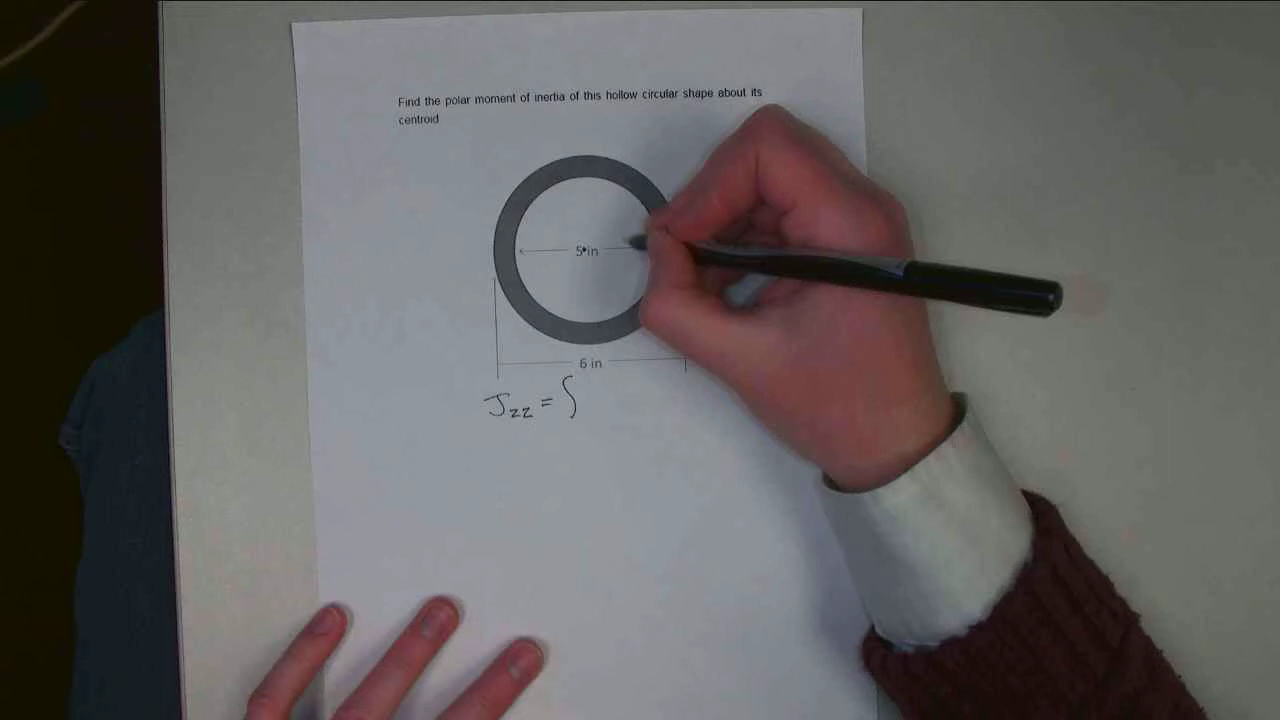 Find the polar moment of inertia of this hollow circular shape about its
centroid
5 in
6 in
Jzz = ∫